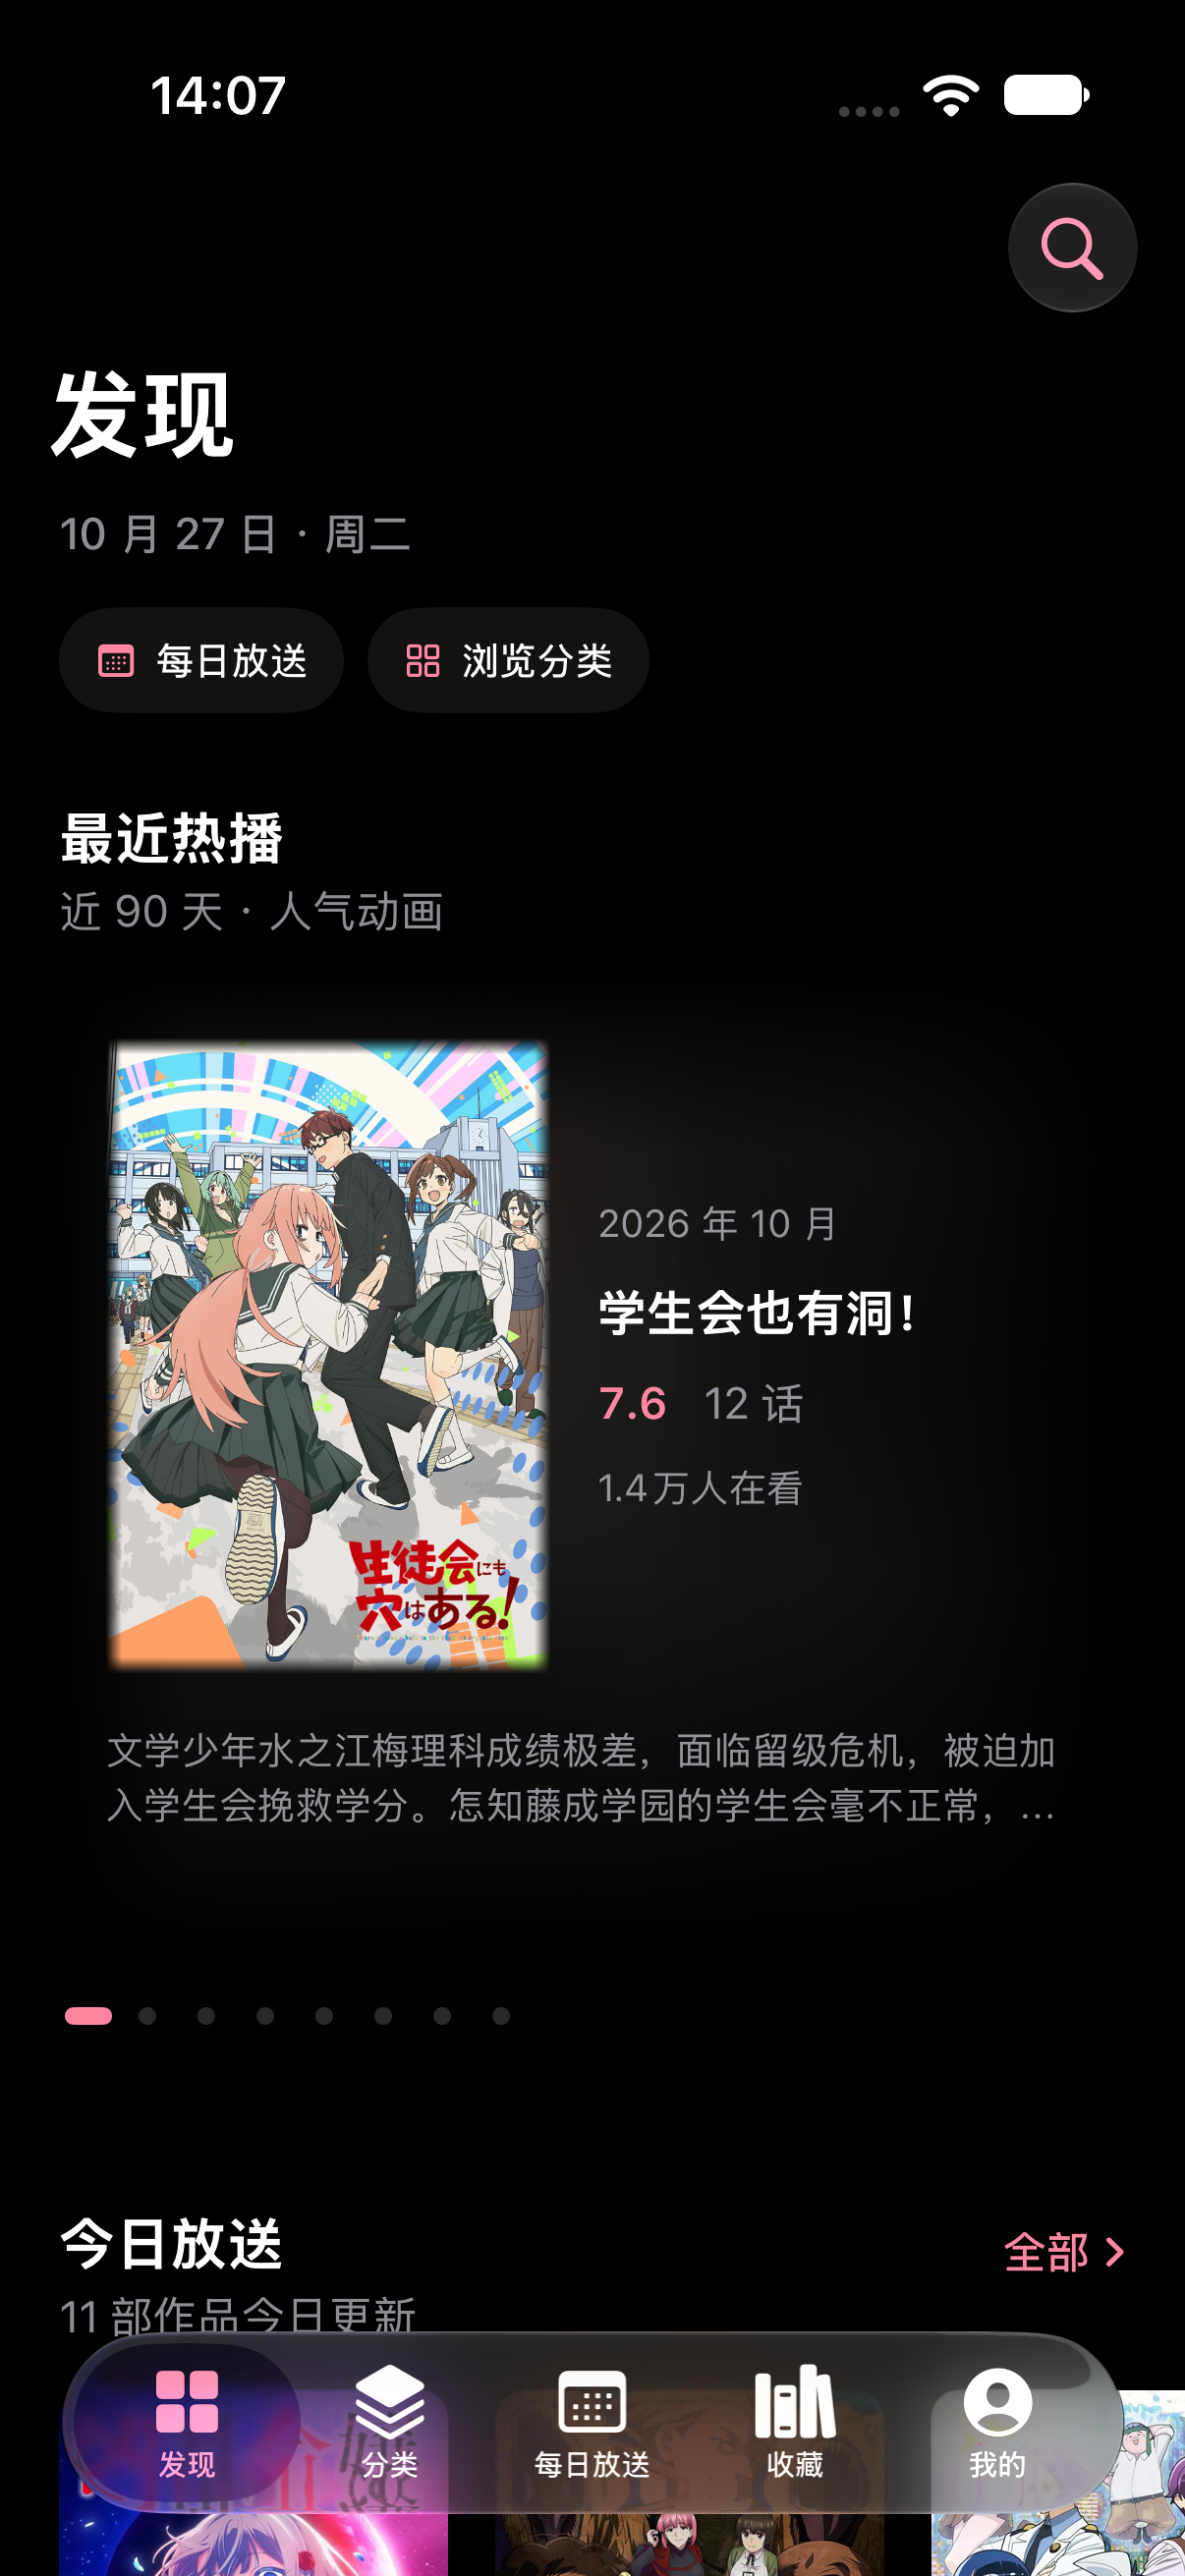 14:07
发现
10 月 27 日 · 周二
每日放送
浏览分类
最近热播
近 90 天 · 人气动画
2026 年 10 月
学生会也有洞！
7.6 12 话
1.4万人在看
生徒会にも
穴はある!
文学少年水之江梅理科成绩极差，面临留级危机，被迫加
入学生会挽救学分。怎知藤成学园的学生会毫不正常，…
今日放送
全部
11 部作品今日更新
发现
分类
每日放送
收藏
我的